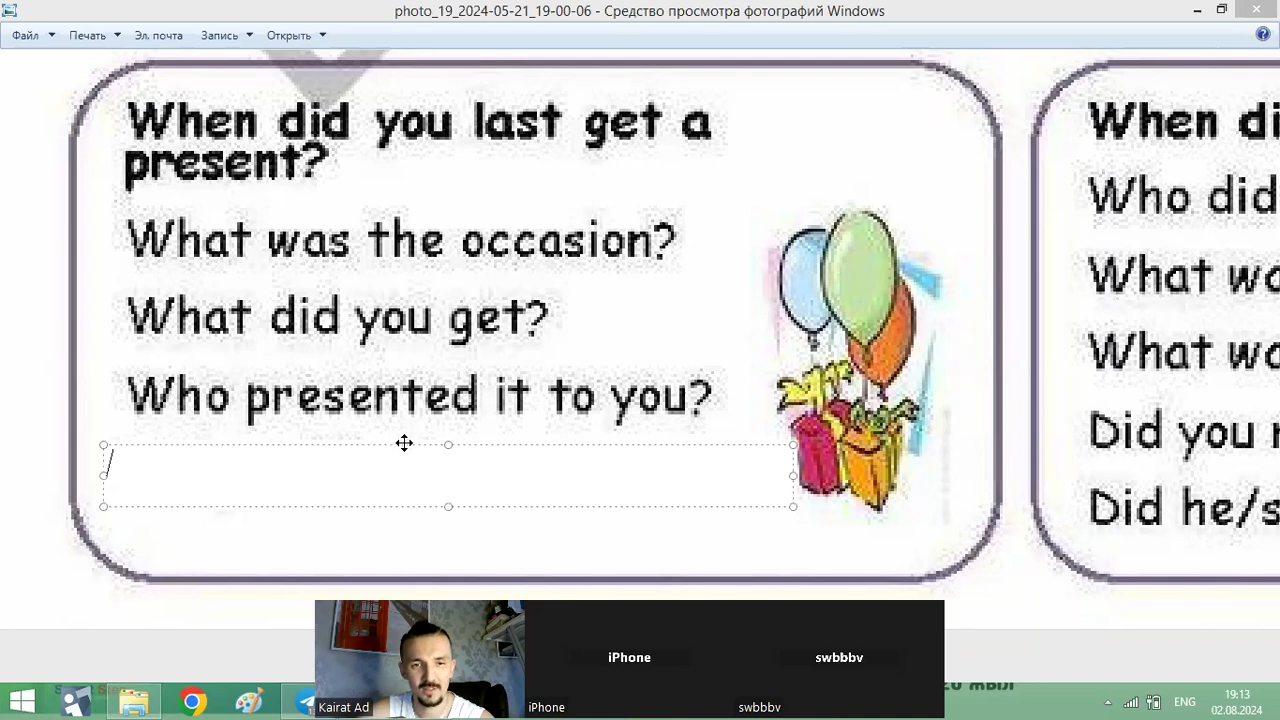 photo_19_2024-05-21_19-00-06 - Средство просмотра фотографий Windows
Файл Печать Эл. почта Запись Открыть
When did you last get a
present?
What was the occasion?
What did you get?
Who presented it to you?
When di
Who did
What wa
What wa
Did you
Did he/s
iPhone
swbbbv
Kairat Ad
iPhone
swbbbv
ENG
19:13
02.08.2024